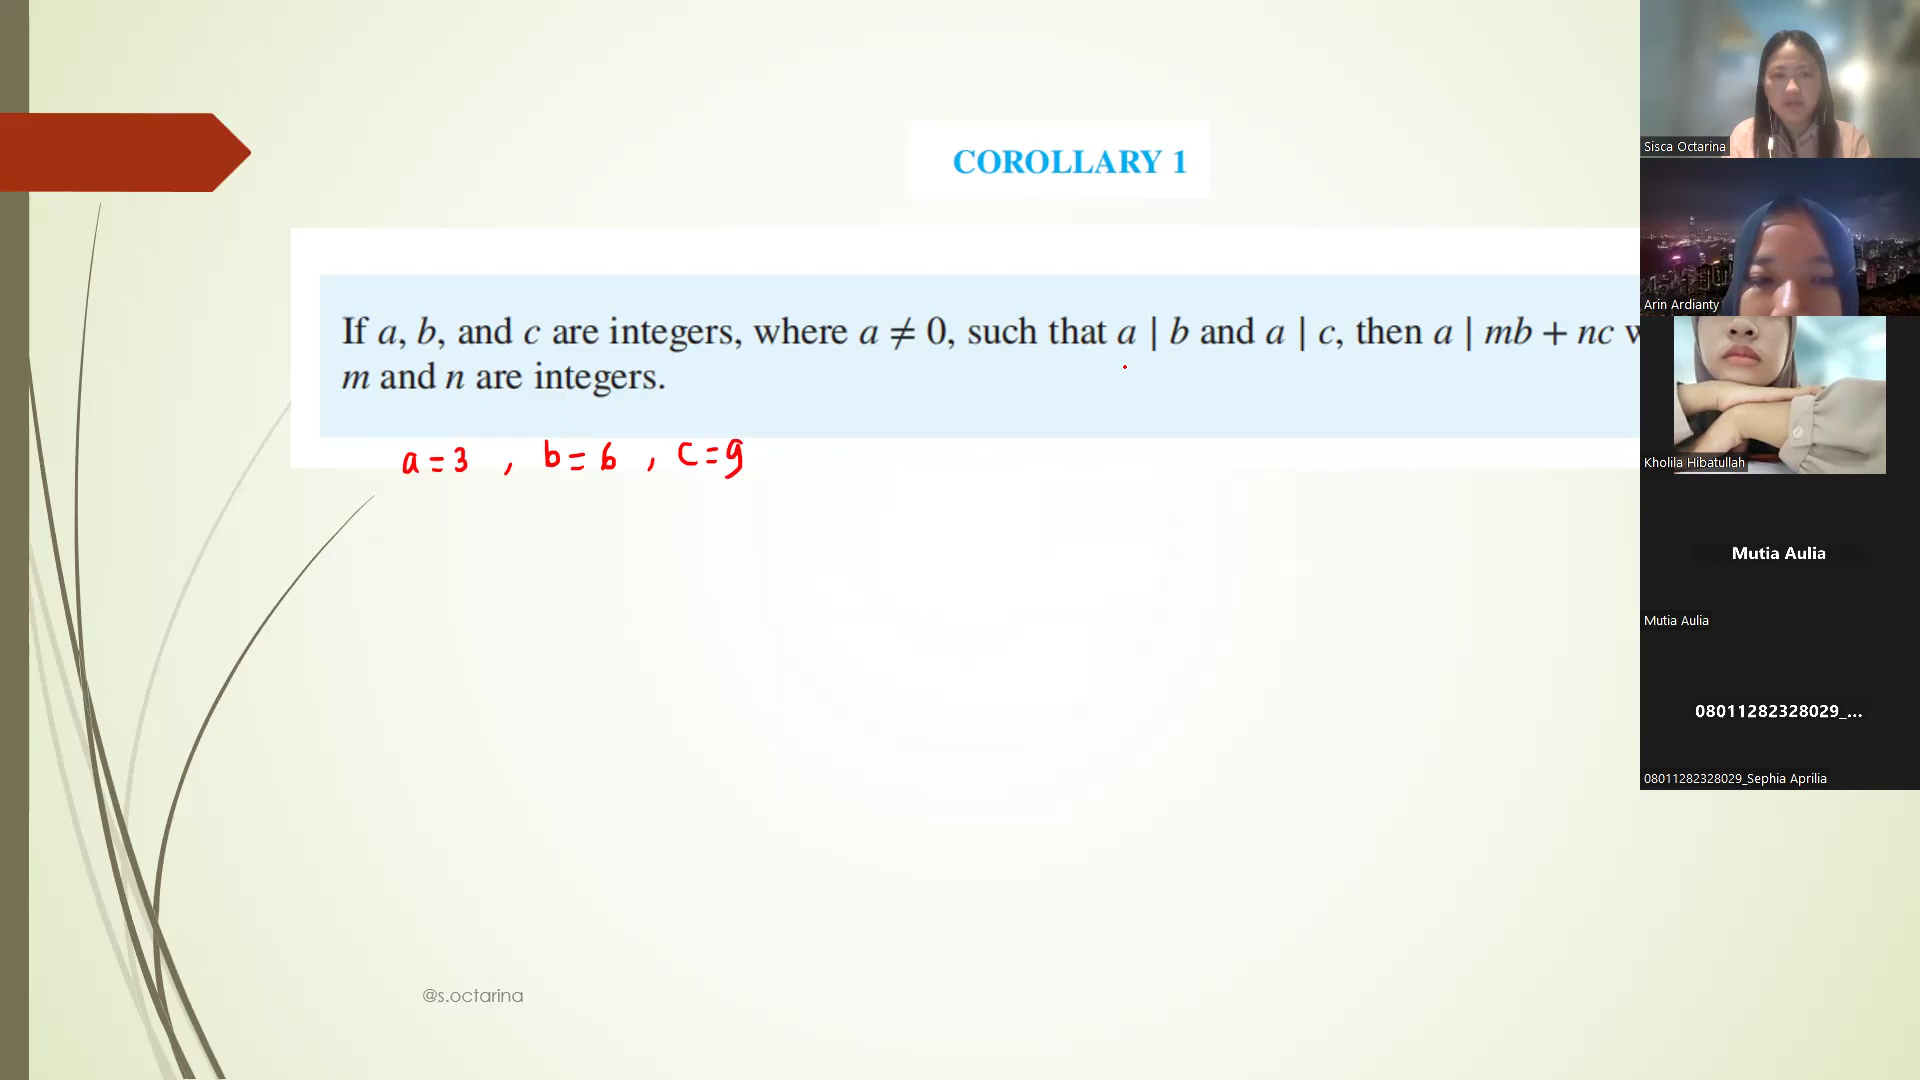 COROLLARY 1
If a, b, and c are integers, where a ≠ 0, such that a | b and a | c, then a | mb + nc
m and n are integers.
a = 3 , b = 6 , c = 9
@s.octarina
Sisca Octarina
Arin Ardianty
Kholila Hibatullah
Mutia Aulia
Mutia Aulia
08011282328029_...
08011282328029_Sephia Aprilia